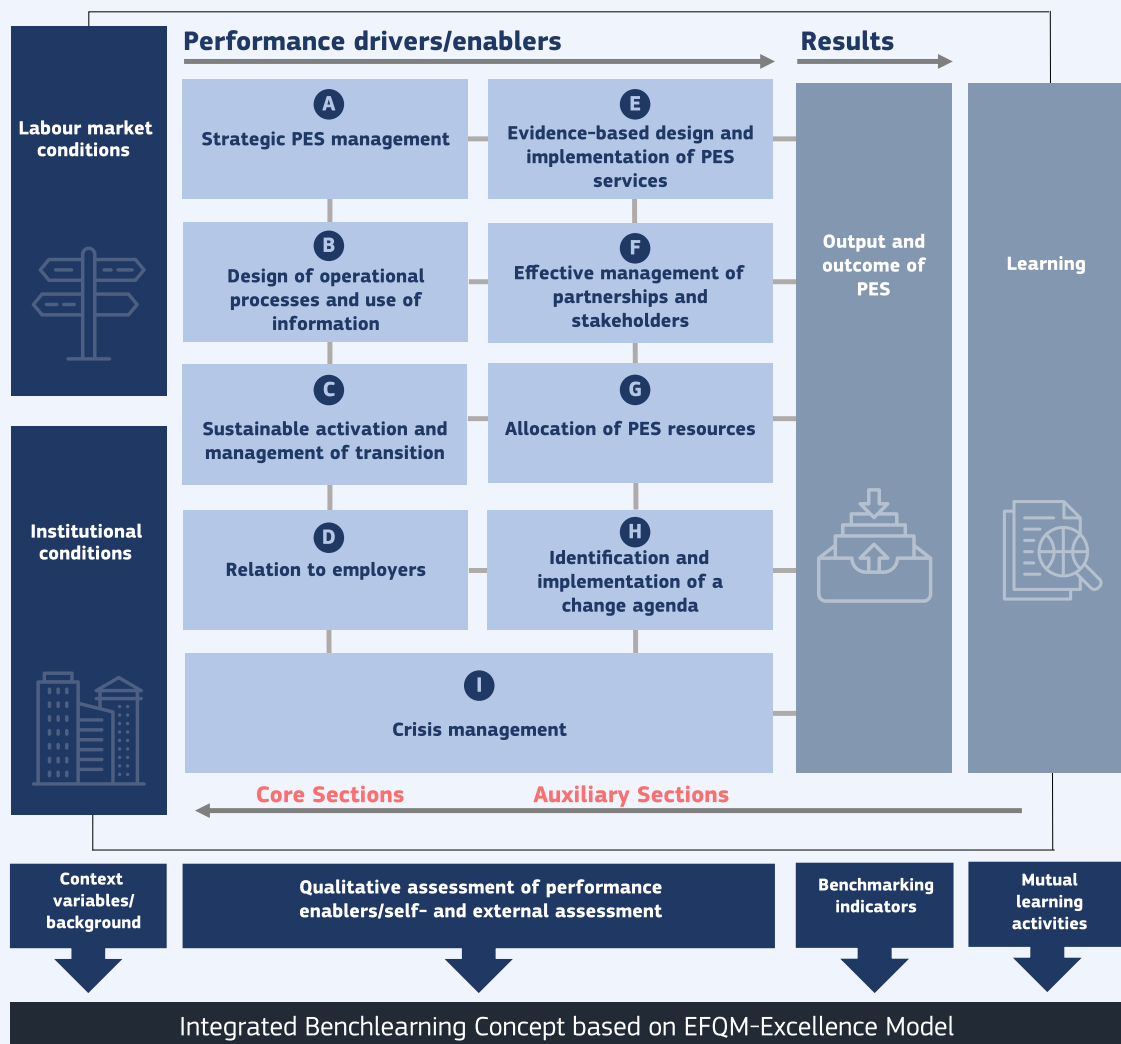 Performance drivers/enablers
Results
Labour market
conditions
Institutional
conditions
A
Strategic PES management
B
Design of operational
processes and use of
information
C
Sustainable activation and
management of transition
D
Relation to employers
E
Evidence-based design and
implementation of PES
services
F
Effective management of
partnerships and
stakeholders
G
Allocation of PES resources
H
Identification and
implementation of a
change agenda
I
Crisis management
Output and
outcome of
PES
Learning
Core Sections
Auxiliary Sections
Context
variables/
background
Qualitative assessment of performance
enablers/self- and external assessment
Benchmarking
indicators
Mutual
learning
activities
Integrated Benchlearning Concept based on EFQM-Excellence Model